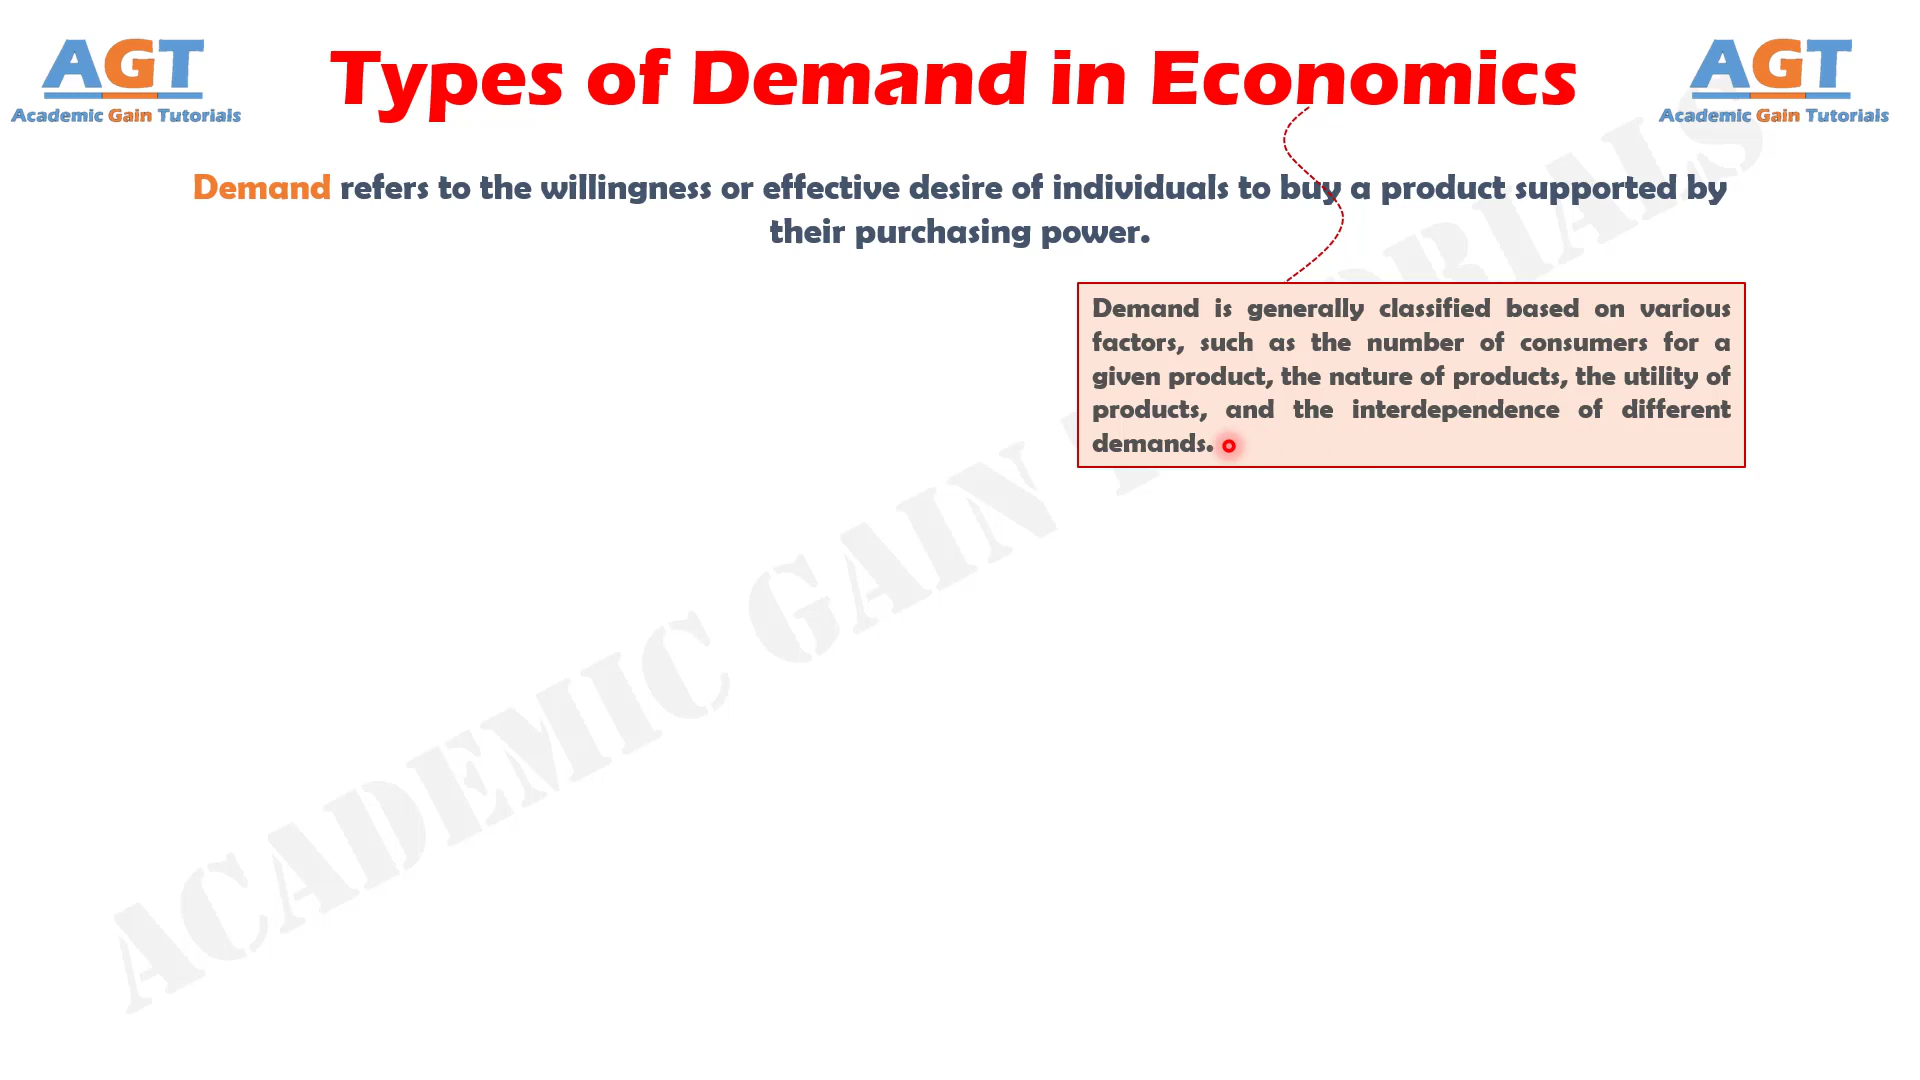 AGT
Academic Gain Tutorials
Types of Demand in Economics
AGT
Academic Gain Tutorials
Demand refers to the willingness or effective desire of individuals to buy a product supported by
their purchasing power.
Demand is generally classified based on various
factors, such as the number of consumers for a
given product, the nature of products, the utility of
products, and the interdependence of different
demands.
ACADEMIC GAIN TUTORIALS